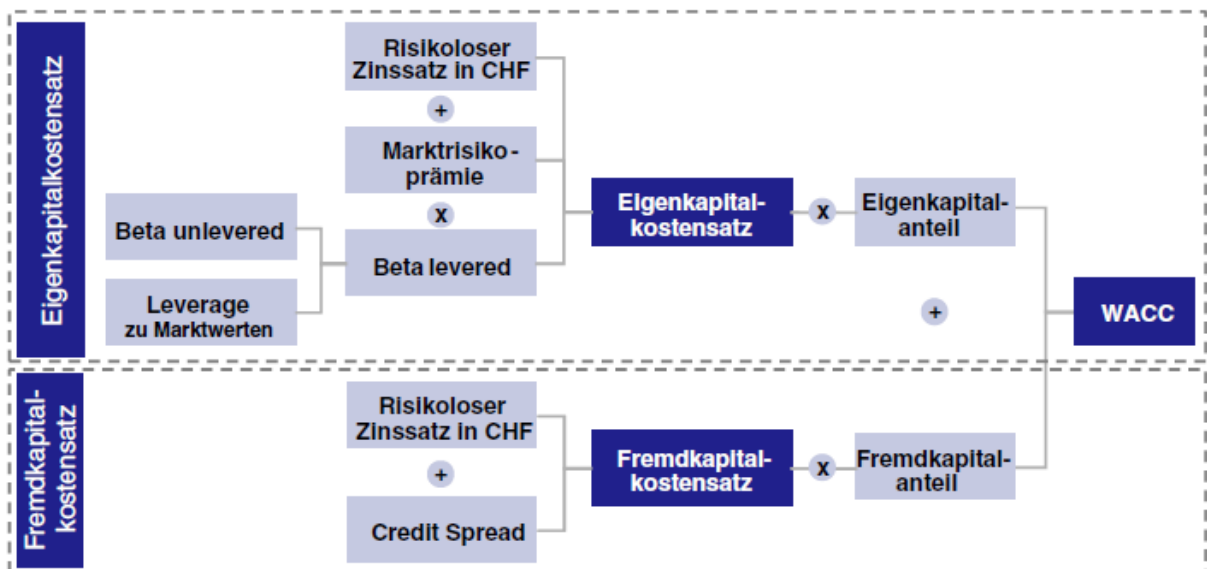 Eigenkapitalkostensatz
Risikoloser
Zinssatz in CHF
+
Marktrisiko-
prämie
x
Beta unlevered
Beta levered
Leverage
zu Marktwerten
Eigenkapital-
kostensatz
x
Eigenkapital-
anteil
+
WACC
Fremdkapital-
kostensatz
Risikoloser
Zinssatz in CHF
+
Credit Spread
Fremdkapital-
kostensatz
x
Fremdkapital-
anteil